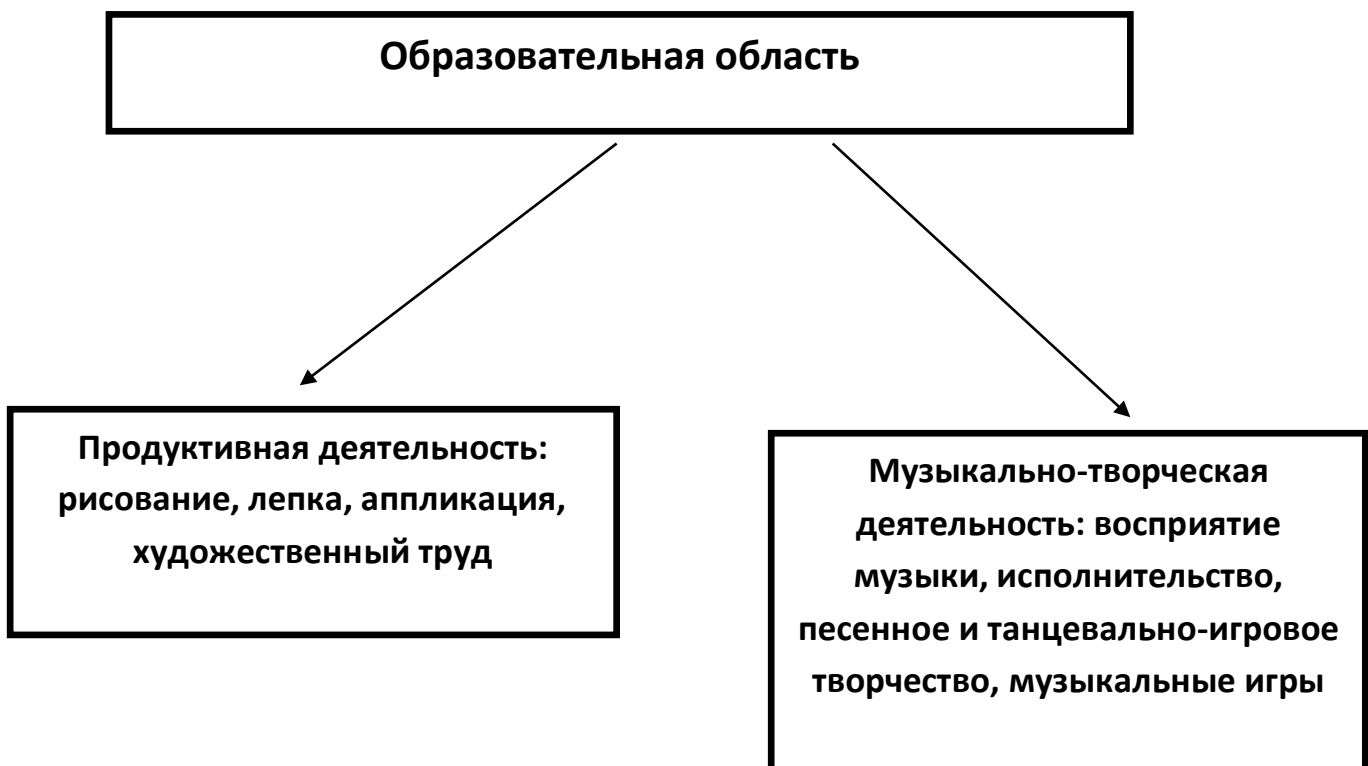 Образовательная область
Продуктивная деятельность:
рисование, лепка, аппликация,
художественный труд
Музыкально-творческая
деятельность: восприятие
музыки, исполнительство,
песенное и танцевально-игровое
творчество, музыкальные игры